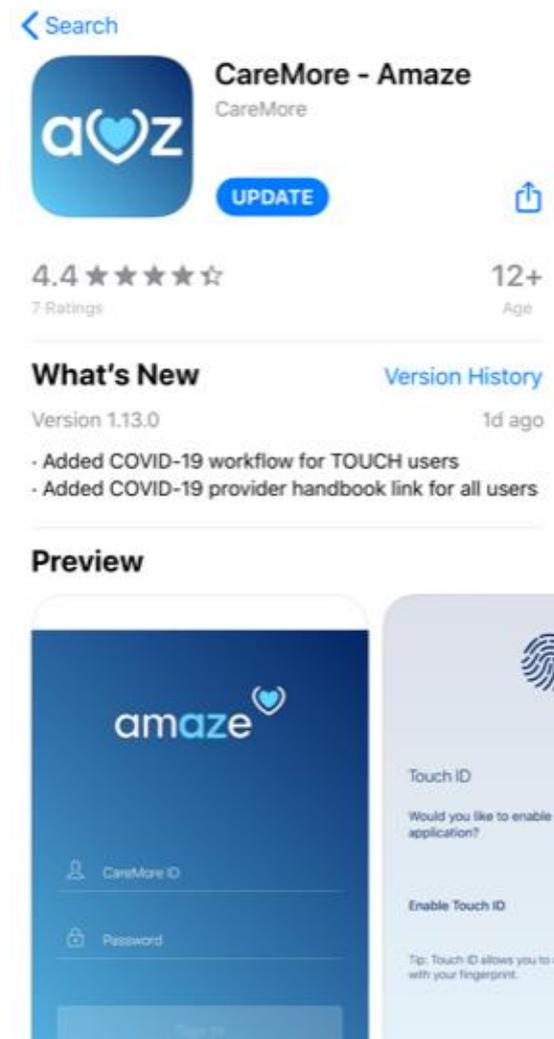 Search
CareMore - Amaze
CareMore
UPDATE
4.4
12+
7 Ratings
Age
What's New
Version History
Version 1.13.0
1d ago
· Added COVID-19 workflow for TOUCH users
· Added COVID-19 provider handbook link for all users
Preview
amaze
CareMore ID
Password
Sign In
Touch ID
Would you like to enable
application?
Enable Touch ID
Tip: Touch ID allows you to
with your fingerprint.